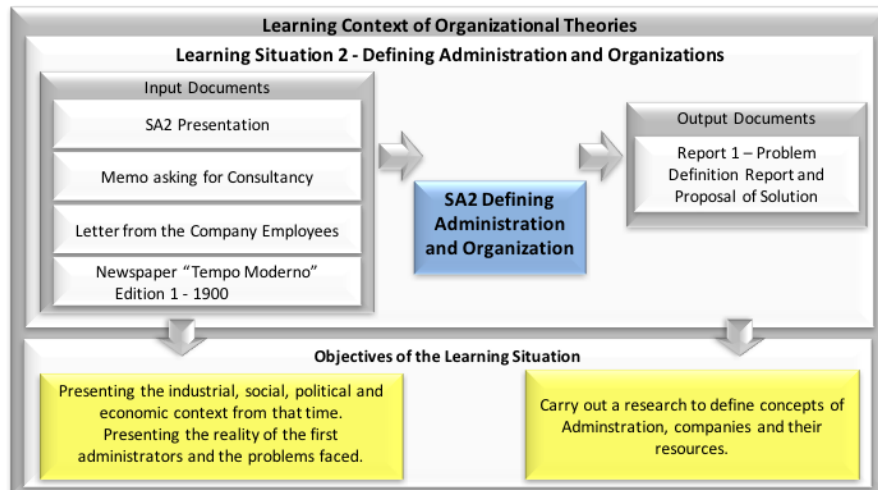 Learning Context of Organizational Theories
Learning Situation 2 - Defining Administration and Organizations
Input Documents
SA2 Presentation
Memo asking for Consultancy
Letter from the Company Employees
Newspaper “Tempo Moderno”
Edition 1 - 1900
SA2 Defining
Administration
and Organization
Output Documents
Report 1 – Problem
Definition Report and
Proposal of Solution
Objectives of the Learning Situation
Presenting the industrial, social, political and
economic context from that time.
Presenting the reality of the first
administrators and the problems faced.
Carry out a research to define concepts of
Adminstration, companies and their
resources.